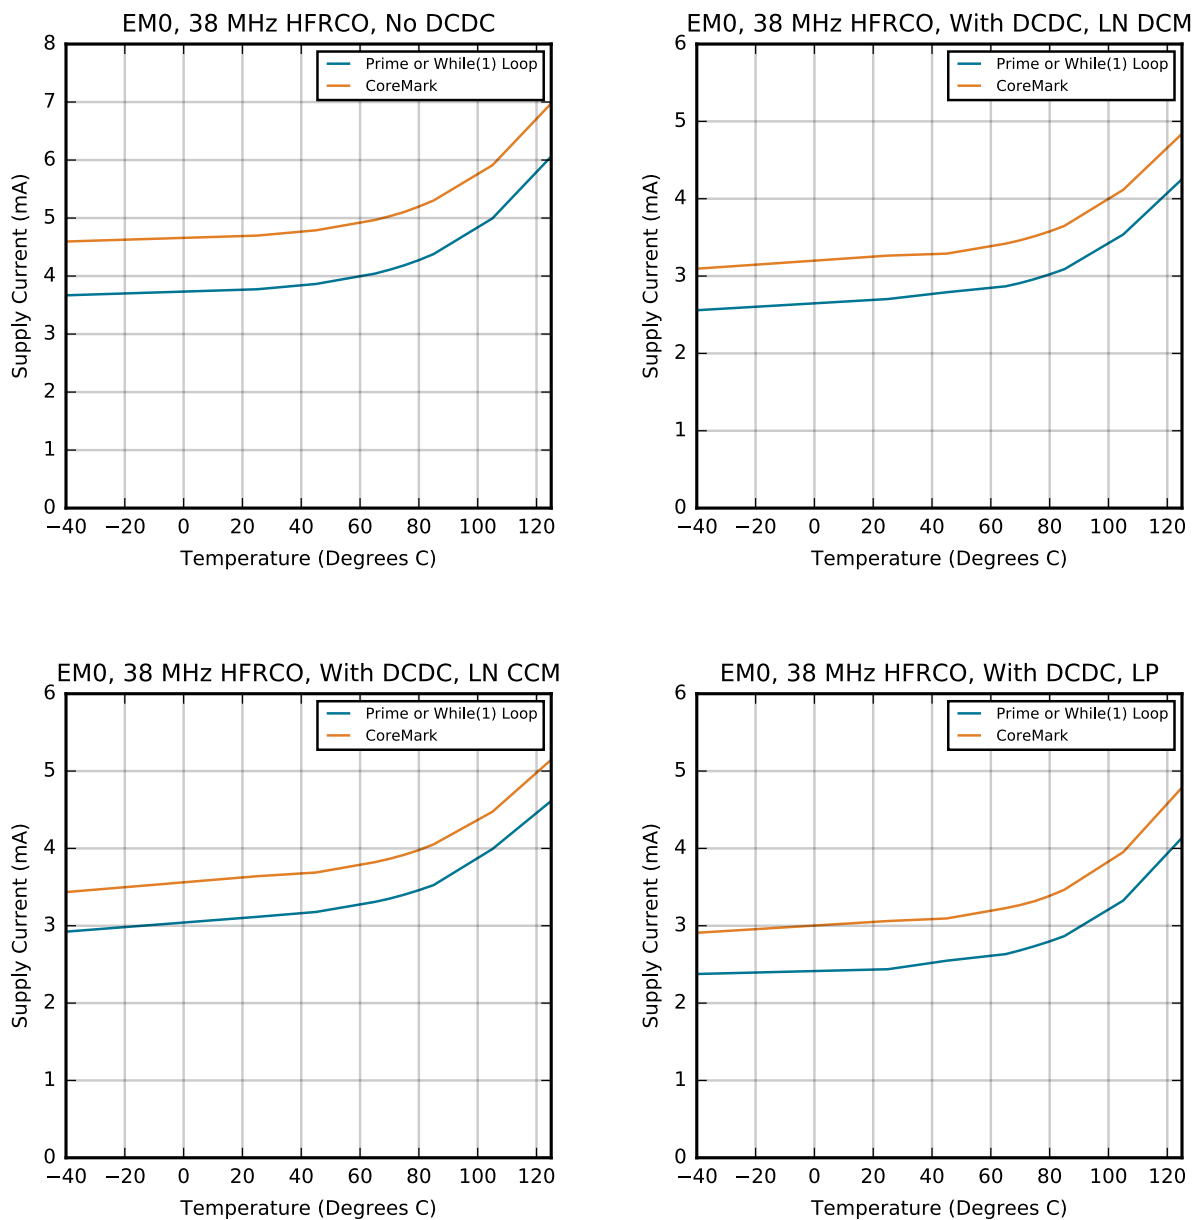 EM0, 38 MHz HFRCO, No DCDC
8
7
6
5
4
3
2
1
0
Supply Current (mA)
Prime or While(1) Loop
CoreMark
−40 −20 0 20 40 60 80 100 120
Temperature (Degrees C)
EM0, 38 MHz HFRCO, With DCDC, LN DCM
6
5
4
3
2
1
0
Supply Current (mA)
Prime or While(1) Loop
CoreMark
−40 −20 0 20 40 60 80 100 120
Temperature (Degrees C)
EM0, 38 MHz HFRCO, With DCDC, LN CCM
6
5
4
3
2
1
0
Supply Current (mA)
Prime or While(1) Loop
CoreMark
−40 −20 0 20 40 60 80 100 120
Temperature (Degrees C)
EM0, 38 MHz HFRCO, With DCDC, LP
6
5
4
3
2
1
0
Supply Current (mA)
Prime or While(1) Loop
CoreMark
−40 −20 0 20 40 60 80 100 120
Temperature (Degrees C)